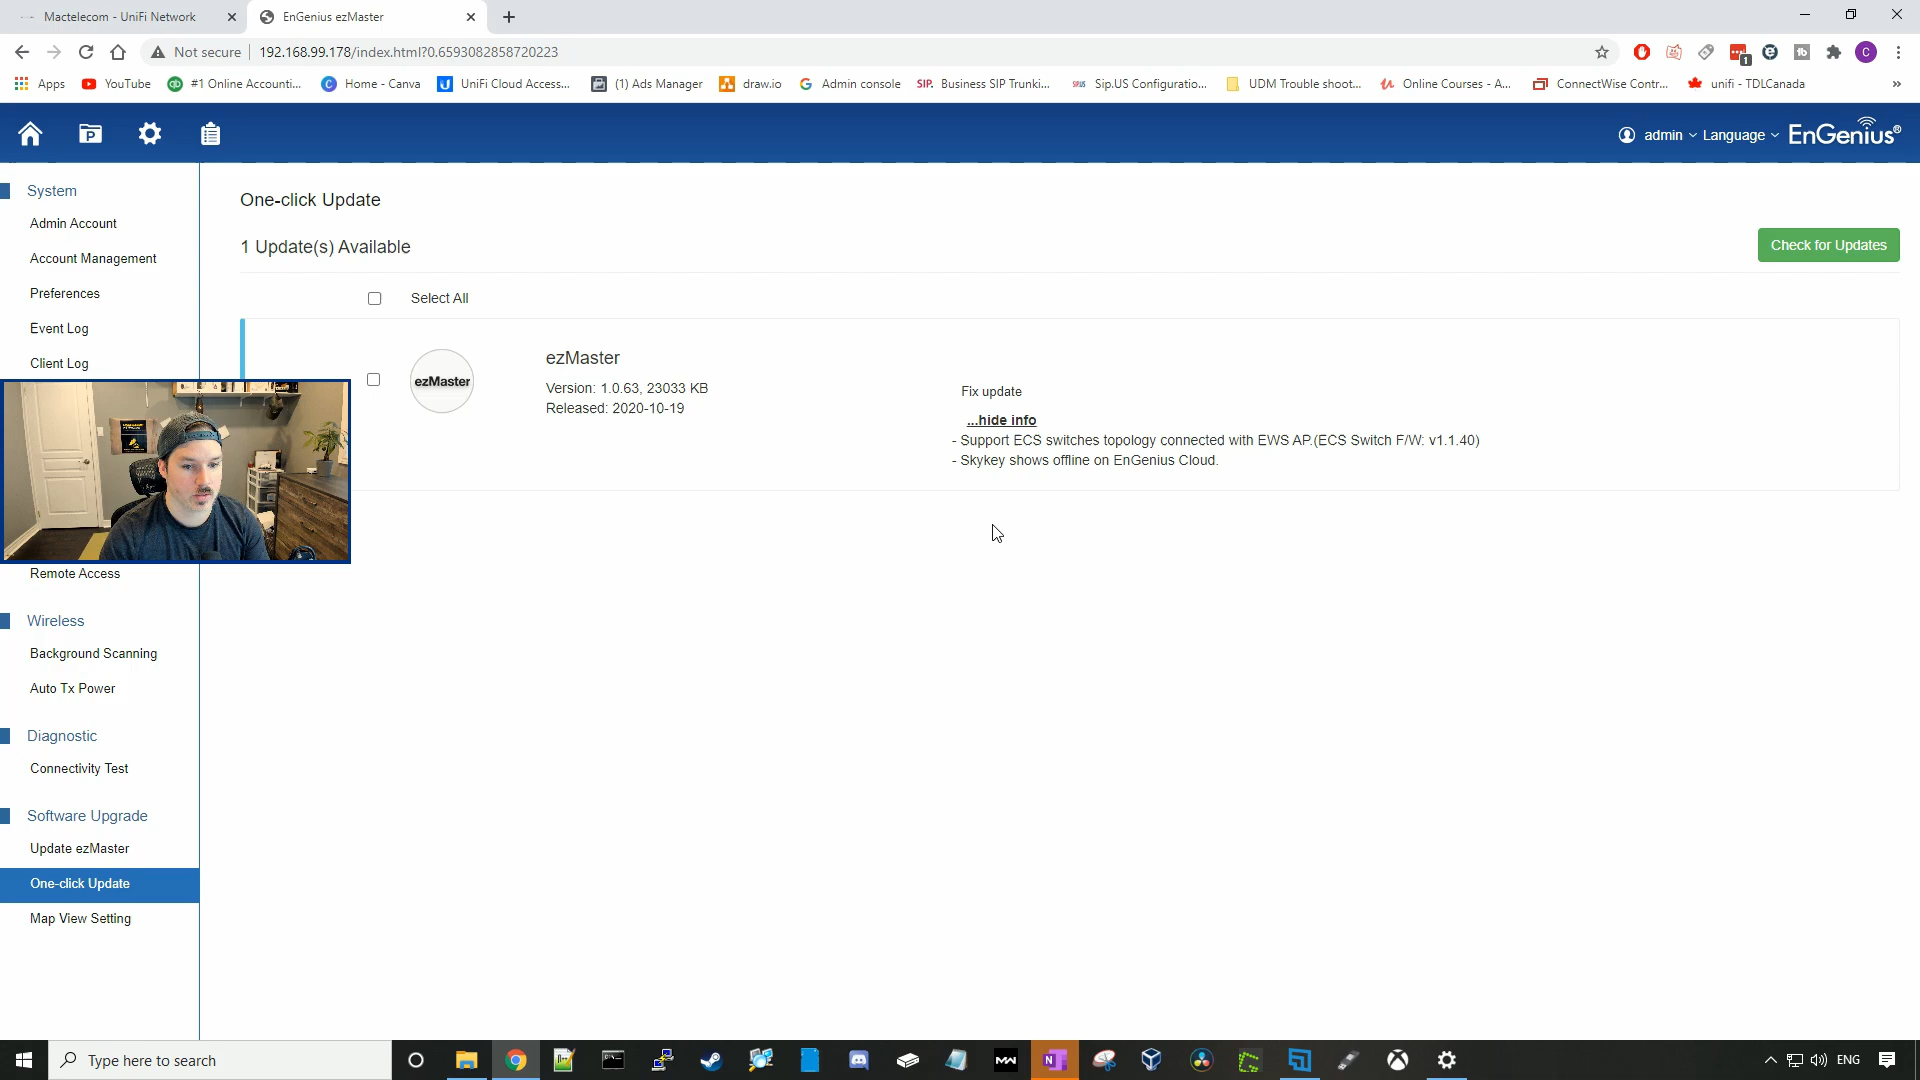 Mactelecom - UniFi Network
EnGenius ezMaster
Not secure
192.168.99.178/index.html?0.6593082858720223
Apps
YouTube
#1 Online Accounti...
Home - Canva
UniFi Cloud Access...
(1) Ads Manager
draw.io
Admin console
SIP. Business SIP Trunki...
Sip.US Configuratio...
UDM Trouble shoot...
Online Courses - A...
ConnectWise Contr...
unifi - TDLCanada
»
admin
Language
EnGenius®
System
Admin Account
Account Management
Preferences
Event Log
Client Log
Remote Access
Wireless
Background Scanning
Auto Tx Power
Diagnostic
Connectivity Test
Software Upgrade
Update ezMaster
One-click Update
Map View Setting
One-click Update
1 Update(s) Available
Check for Updates
Select All
ezMaster
ezMaster
Version: 1.0.63, 23033 KB
Released: 2020-10-19
Fix update
...hide info
- Support ECS switches topology connected with EWS AP.(ECS Switch F/W: v1.1.40)
- Skykey shows offline on EnGenius Cloud.
Type here to search
ENG